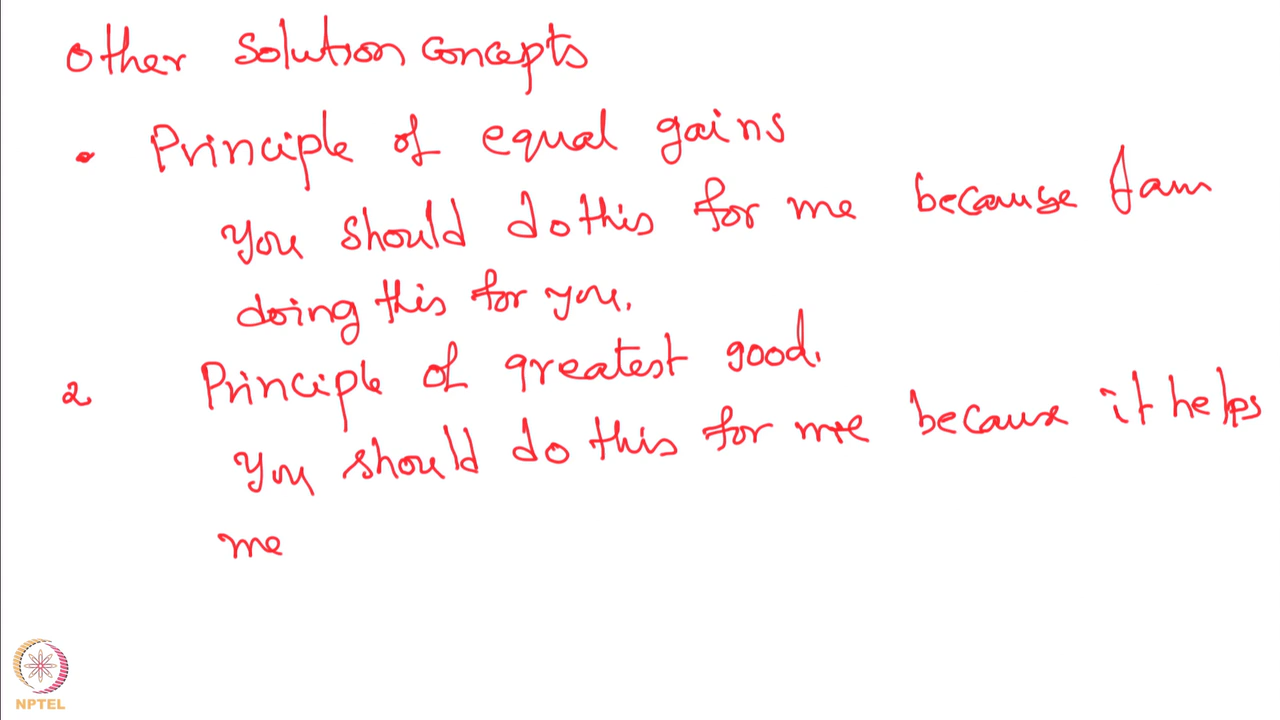 Other Solution Concepts
• Principle of equal gains
You should do this for me because I am
doing this for you.
2 Principle of greatest good.
You should do this for me because it helps
me
NPTEL